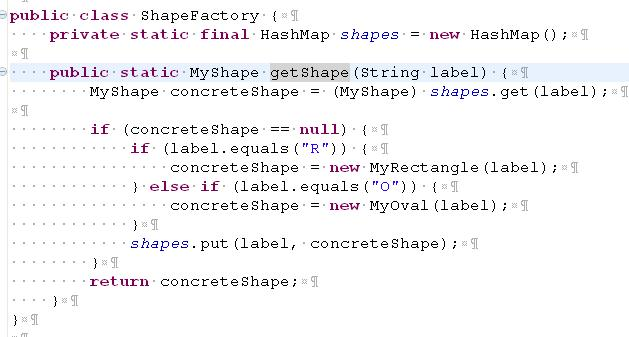 public class ShapeFactory {
    private static final HashMap shapes = new HashMap();

    public static MyShape getShape(String label) {
        MyShape concreteShape = (MyShape) shapes.get(label);

        if (concreteShape == null) {
            if (label.equals("R")) {
                concreteShape = new MyRectangle(label);
            } else if (label.equals("O")) {
                concreteShape = new MyOval(label);
            }
            shapes.put(label, concreteShape);
        }
        return concreteShape;
    }
}